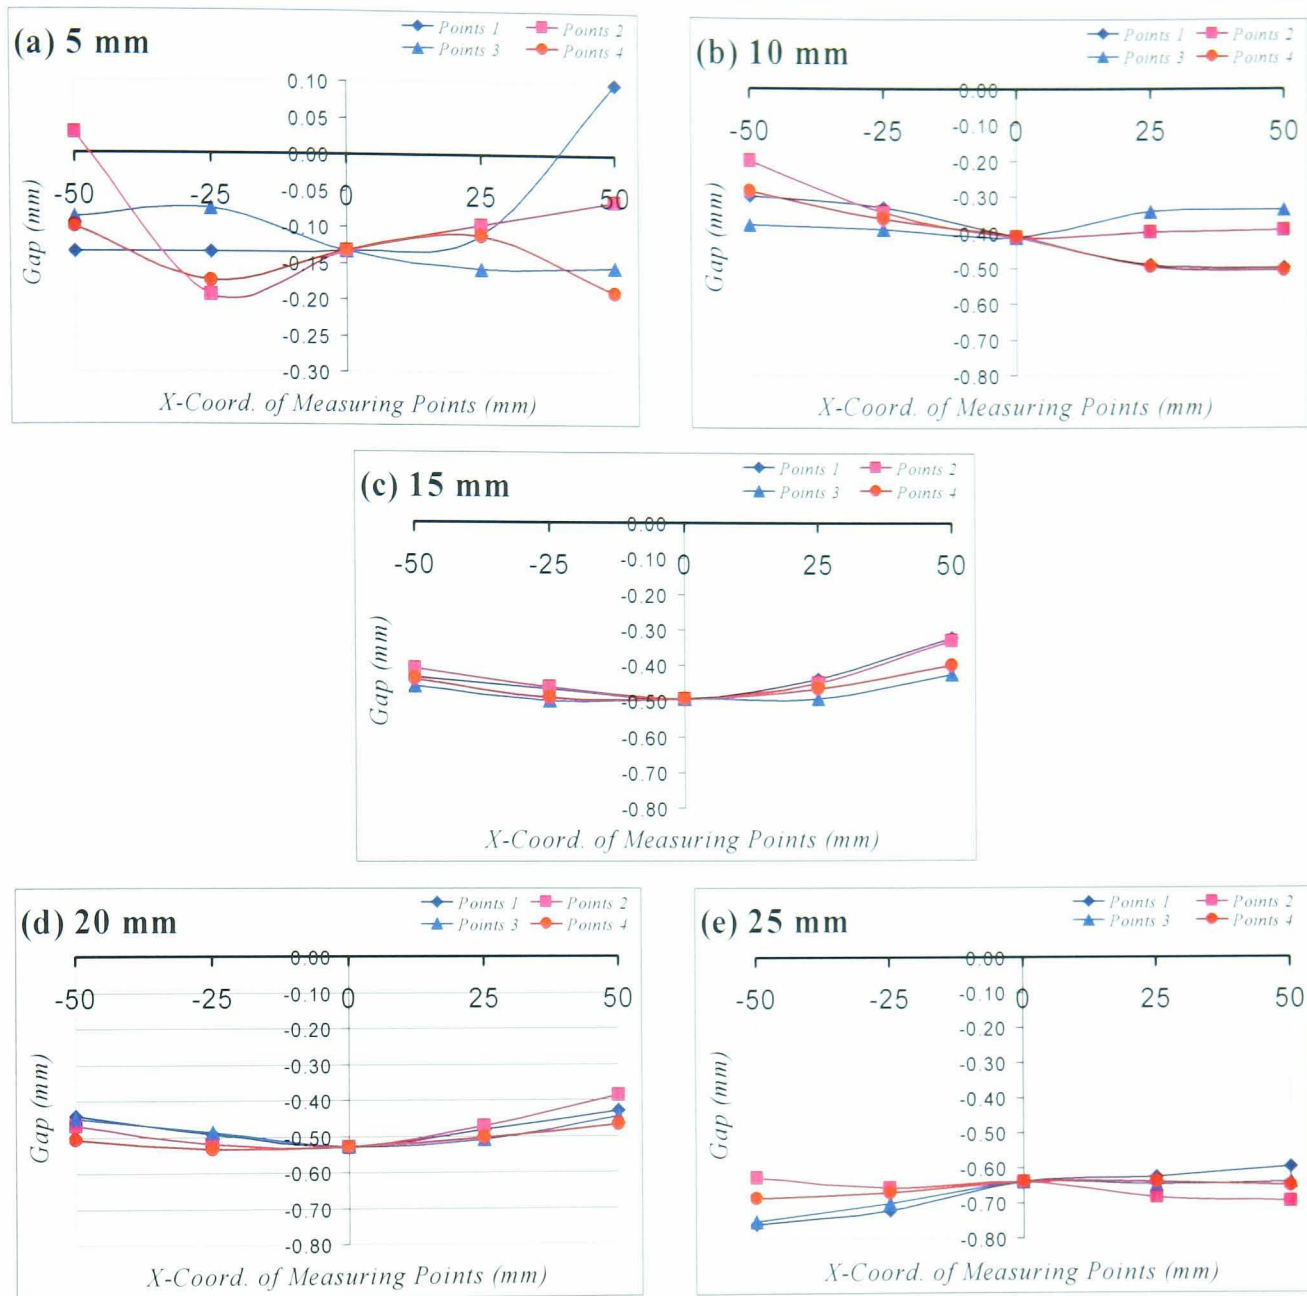 (a) 5 mm
Points 1 Points 2
Points 3 Points 4
0.10
0.05
0.00
-50 -25 0 25 50
-0.05
-0.10
-0.15
-0.20
-0.25
-0.30
Gap (mm)
X-Coord. of Measuring Points (mm)
(b) 10 mm
Points 1 Points 2
Points 3 Points 4
0.00
-50 -25 0 25 50
-0.10
-0.20
-0.30
-0.40
-0.50
-0.60
-0.70
-0.80
Gap (mm)
X-Coord. of Measuring Points (mm)
(c) 15 mm
Points 1 Points 2
Points 3 Points 4
0.00
-50 -25 0 25 50
-0.10
-0.20
-0.30
-0.40
-0.50
-0.60
-0.70
-0.80
Gap (mm)
X-Coord. of Measuring Points (mm)
(d) 20 mm
Points 1 Points 2
Points 3 Points 4
0.00
-50 -25 0 25 50
-0.10
-0.20
-0.30
-0.40
-0.50
-0.60
-0.70
-0.80
Gap (mm)
X-Coord. of Measuring Points (mm)
(e) 25 mm
Points 1 Points 2
Points 3 Points 4
0.00
-50 -25 0 25 50
-0.10
-0.20
-0.30
-0.40
-0.50
-0.60
-0.70
-0.80
Gap (mm)
X-Coord. of Measuring Points (mm)